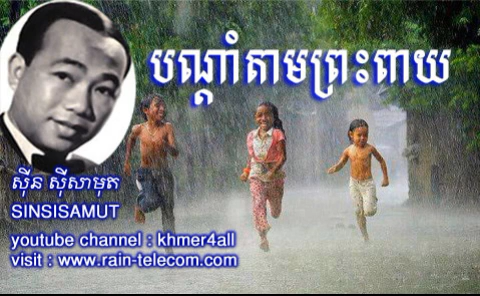 បណ្ដាំតាមព្រះពាយ
ស៊ីន ស៊ីសាមុត
SINSISAMUT
youtube channel : khmer4all
visit : www.rain-telecom.com